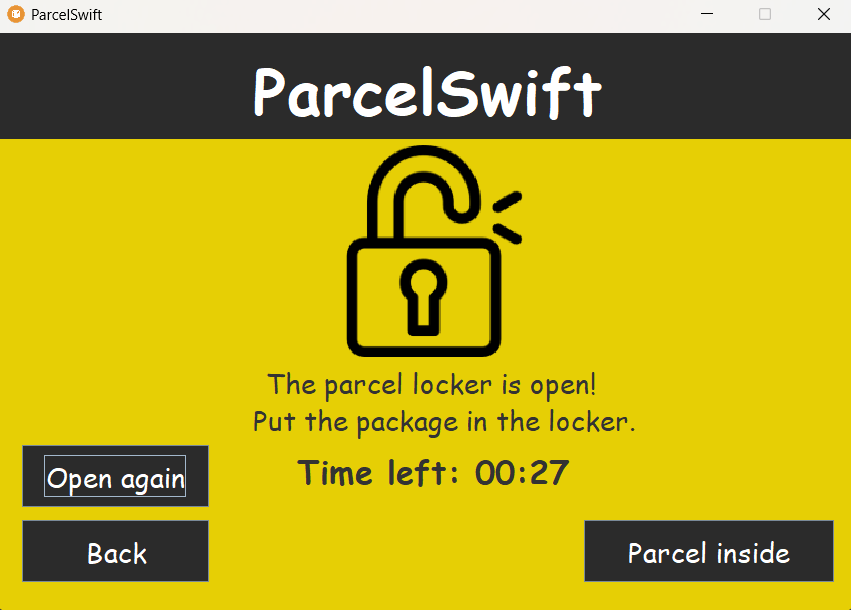 ParcelSwift
ParcelSwift
The parcel locker is open!
Put the package in the locker.
Time left: 00:27
Open again
Back
Parcel inside